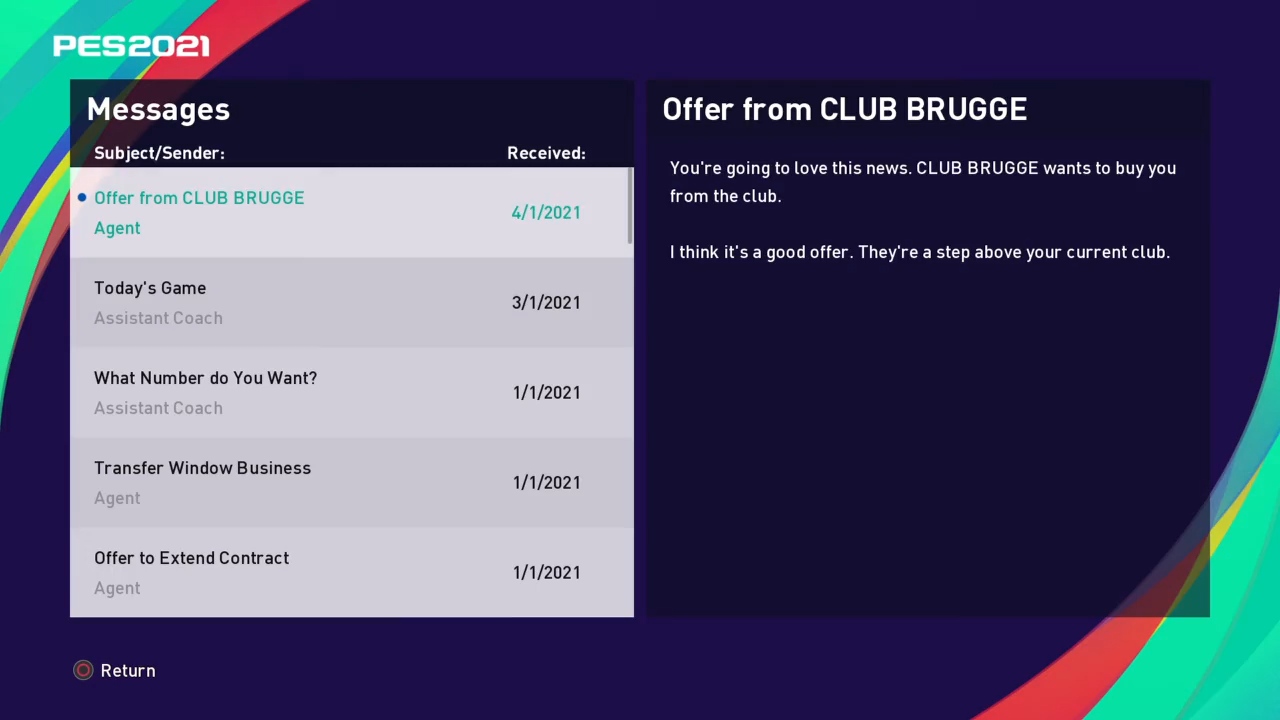 PES2021
Messages
Subject/Sender: Received:
Offer from CLUB BRUGGE
Agent
4/1/2021
Today's Game
Assistant Coach
3/1/2021
What Number do You Want?
Assistant Coach
1/1/2021
Transfer Window Business
Agent
1/1/2021
Offer to Extend Contract
Agent
1/1/2021
Offer from CLUB BRUGGE
You're going to love this news. CLUB BRUGGE wants to buy you
from the club.
I think it's a good offer. They're a step above your current club.
Return